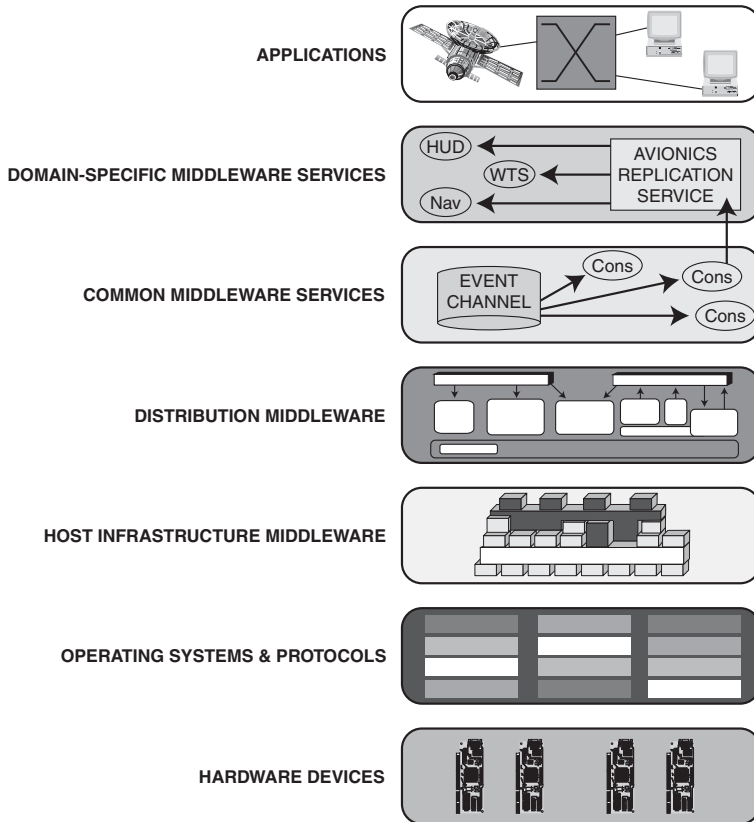 APPLICATIONS
DOMAIN-SPECIFIC MIDDLEWARE SERVICES
HUD
WTS
Nav
AVIONICS
REPLICATION
SERVICE
COMMON MIDDLEWARE SERVICES
EVENT
CHANNEL
Cons
Cons
Cons
DISTRIBUTION MIDDLEWARE
HOST INFRASTRUCTURE MIDDLEWARE
OPERATING SYSTEMS & PROTOCOLS
HARDWARE DEVICES